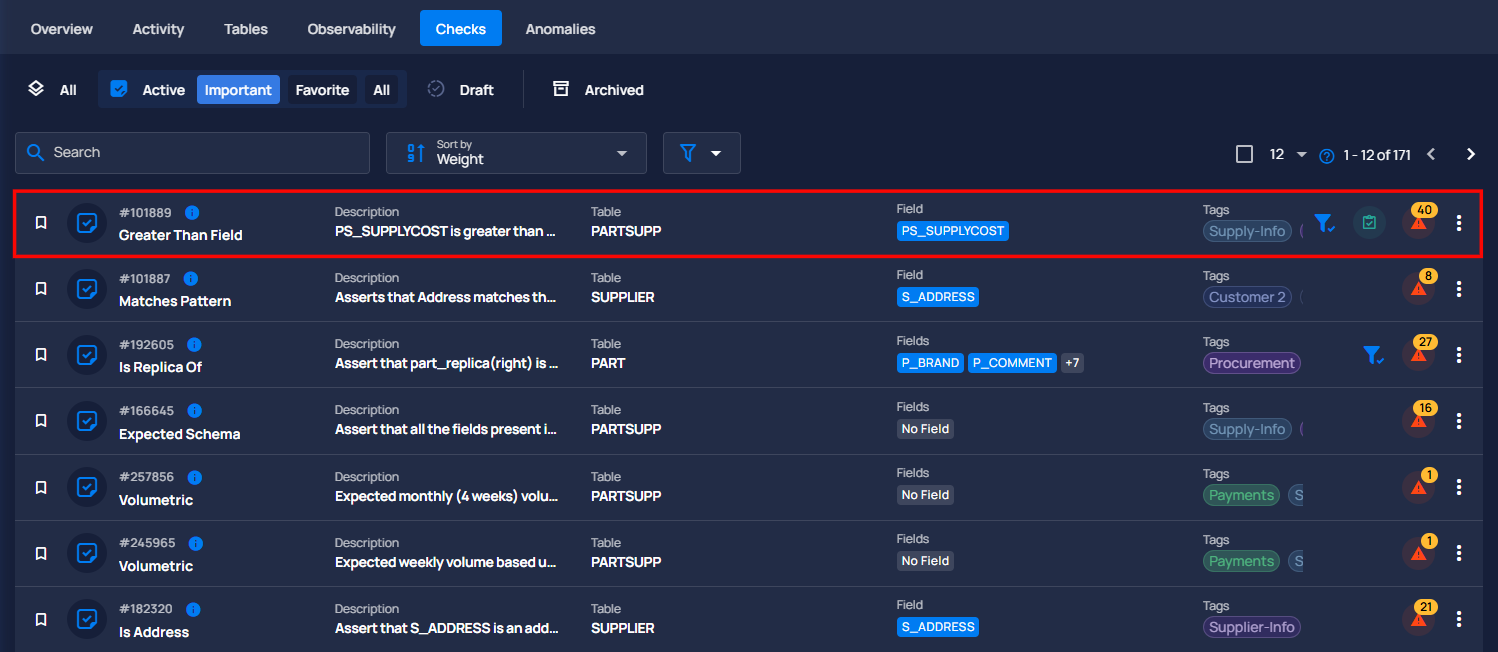 Overview Activity Tables Observability Checks Anomalies
All Active Important Favorite All Draft Archived
Search
Sort by
Weight
12 1 - 12 of 171
#101889
Greater Than Field
Description
PS_SUPPLYCOST is greater than ...
Table
PARTSUPP
Field
PS_SUPPLYCOST
Tags
Supply-Info
40
#101887
Matches Pattern
Description
Asserts that Address matches th...
Table
SUPPLIER
Field
S_ADDRESS
Tags
Customer 2
8
#192605
Is Replica Of
Description
Assert that part_replica(right) is ...
Table
PART
Fields
P_BRAND P_COMMENT +7
Tags
Procurement
27
#166645
Expected Schema
Description
Assert that all the fields present i...
Table
PARTSUPP
Fields
No Field
Tags
Supply-Info
16
#257856
Volumetric
Description
Expected monthly (4 weeks) volu...
Table
PARTSUPP
Fields
No Field
Tags
Payments S
1
#245965
Volumetric
Description
Expected weekly volume based u...
Table
PARTSUPP
Fields
No Field
Tags
Payments S
1
#182320
Is Address
Description
Assert that S_ADDRESS is an add...
Table
SUPPLIER
Field
S_ADDRESS
Tags
Supplier-Info
21